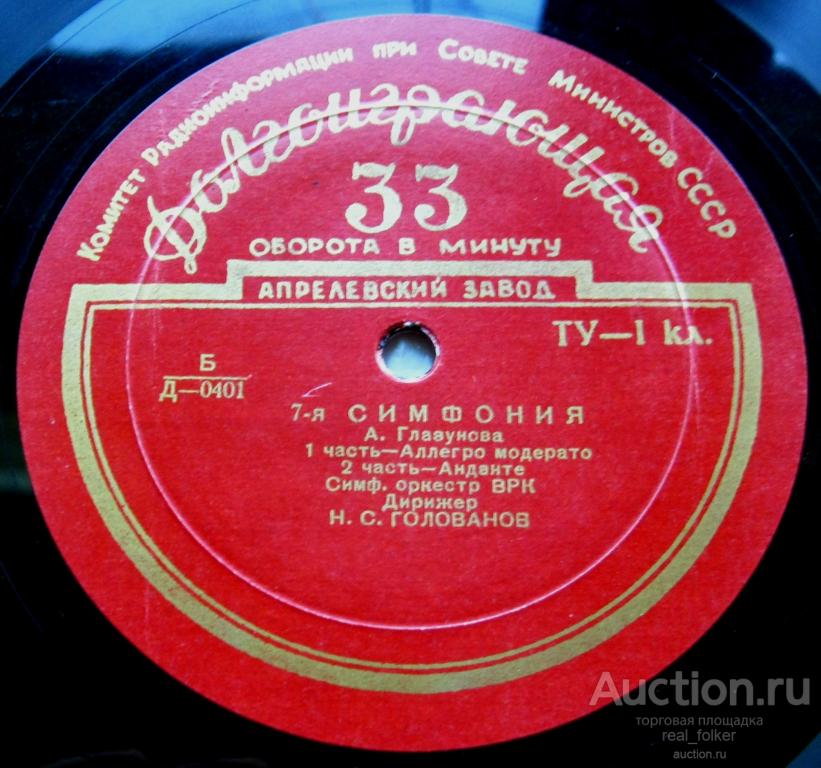 Комитет Радиоинформации при Совете Министров СССР
Долгоиграющая
33
ОБОРОТА В МИНУТУ
АПРЕЛЕВСКИЙ ЗАВОД
ТУ—1 кл.
Б
Д—0401
7-я СИМФОНИЯ
А. Глазунова
1 часть—Аллегро модерато
2 часть—Анданте
Симф. оркестр ВРК
Дирижер
Н. С. ГОЛОВАНОВ
Auction.ru
торговая площадка
real_folker
auction.ru